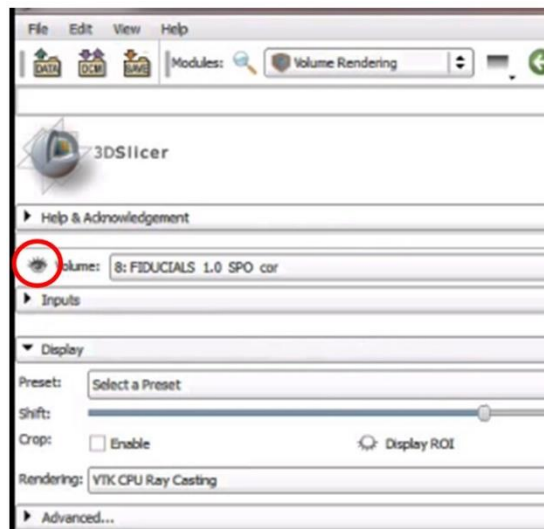 File Edit View Help
DATA DCM SAVE Modules: Volume Rendering
3DSlicer
Help & Acknowledgement
Volume: 8: FIDUCIALS 1.0 SPO cor
Inputs
Display
Preset: Select a Preset
Shift:
Crop: Enable Display ROI
Rendering: VTK CPU Ray Casting
Advanced...